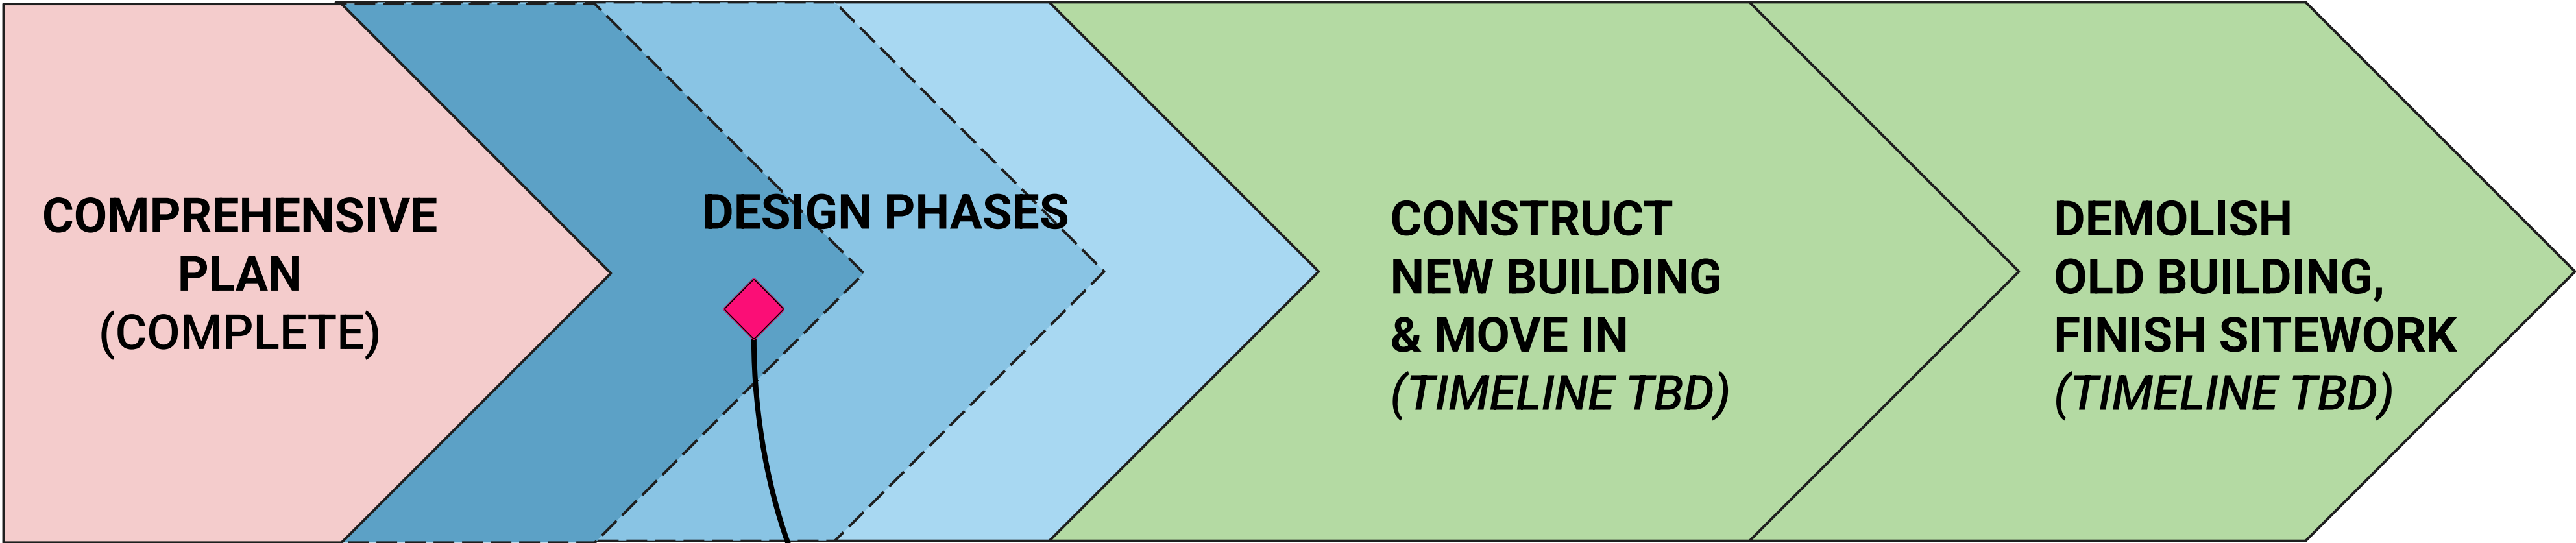 COMPREHENSIVE
PLAN
(COMPLETE)
DESIGN PHASES
CONSTRUCT
NEW BUILDING
& MOVE IN
(TIMELINE TBD)
DEMOLISH
OLD BUILDING,
FINISH SITEWORK
(TIMELINE TBD)